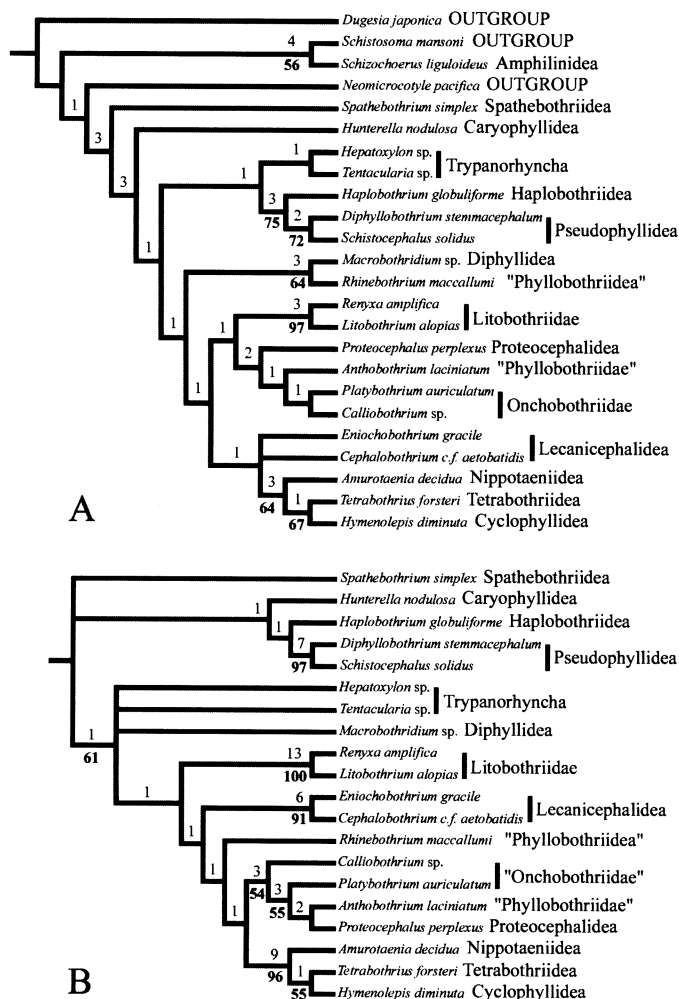 Dugesia japonica OUTGROUP
4 Schistosoma mansoni OUTGROUP
56 Schizochoerus liguloideus Amphilinidea
1 Neomicrocotyle pacifica OUTGROUP
3 Spathebothrium simplex Spathebothriidea
3 Hunterella nodulosa Caryophyllidea
1 Hepatoxylon sp.
Trypanorhyncha
1 Tentacularia sp.
3 Haplobothrium globuliforme Haplobothriidea
75 2 Diphyllobothrium stemmacephalum
Pseudophyllidea
72 Schistocephalus solidus
1 3 Macrobothridium sp. Diphyllidea
64 Rhinebothrium maccallumi "Phyllobothriidea"
3 Renyxa amplifica
Litobothriidae
1 1 97 Litobothrium alopias
2 Proteocephalus perplexus Proteocephalidea
1 Anthobothrium laciniatum "Phyllobothriidae"
1 1 Platybothrium auriculatum
Onchobothriidae
Calliobothrium sp.
Eniochobothrium gracile
Lecanicephalidea
1 Cephalobothrium c.f. aetobatidis
3 Amurotaenia decidua Nippotaeniidea
64 1 Tetrabothrius forsteri Tetrabothriidea
67 Hymenolepis diminuta Cyclophyllidea
A
Spathebothrium simplex Spathebothriidea
1 Hunterella nodulosa Caryophyllidea
1 Haplobothrium globuliforme Haplobothriidea
7 Diphyllobothrium stemmacephalum
Pseudophyllidea
97 Schistocephalus solidus
Hepatoxylon sp.
Trypanorhyncha
Tentacularia sp.
1 Macrobothridium sp. Diphyllidea
61 13 Renyxa amplifica
Litobothriidae
100 Litobothrium alopias
1 6 Eniochobothrium gracile
Lecanicephalidea
91 Cephalobothrium c.f. aetobatidis
1 Rhinebothrium maccallumi "Phyllobothriidea"
1 3 Calliobothrium sp.
"Onchobothriidae"
54 3 Platybothrium auriculatum
55 2 Anthobothrium laciniatum "Phyllobothriidae"
1 Proteocephalus perplexus Proteocephalidea
9 Amurotaenia decidua Nippotaeniidea
96 1 Tetrabothrius forsteri Tetrabothriidea
55 Hymenolepis diminuta Cyclophyllidea
B